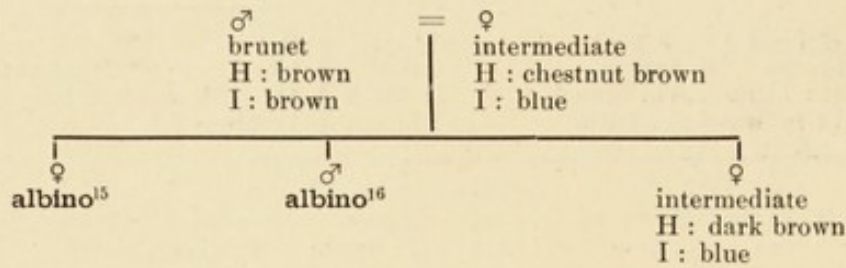 ♂ = ♀
brunet intermediate
H : brown H : chestnut brown
I : brown I : blue
♀ ♂ ♀
albino¹⁵ albino¹⁶ intermediate
H : dark brown
I : blue